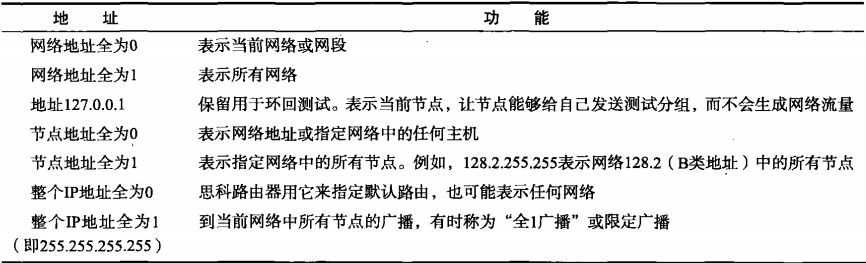 地 址 功 能
网络地址全为0 表示当前网络或网段
网络地址全为1 表示所有网络
地址127.0.0.1 保留用于环回测试。表示当前节点，让节点能够给自己发送测试分组，而不会生成网络流量
节点地址全为0 表示网络地址或指定网络中的任何主机
节点地址全为1 表示指定网络中的所有节点。例如，128.2.255.255表示网络128.2（B类地址）中的所有节点
整个IP地址全为0 思科路由器用它来指定默认路由，也可能表示任何网络
整个IP地址全为1 到当前网络中所有节点的广播，有时称为“全1广播”或限定广播
（即255.255.255.255）